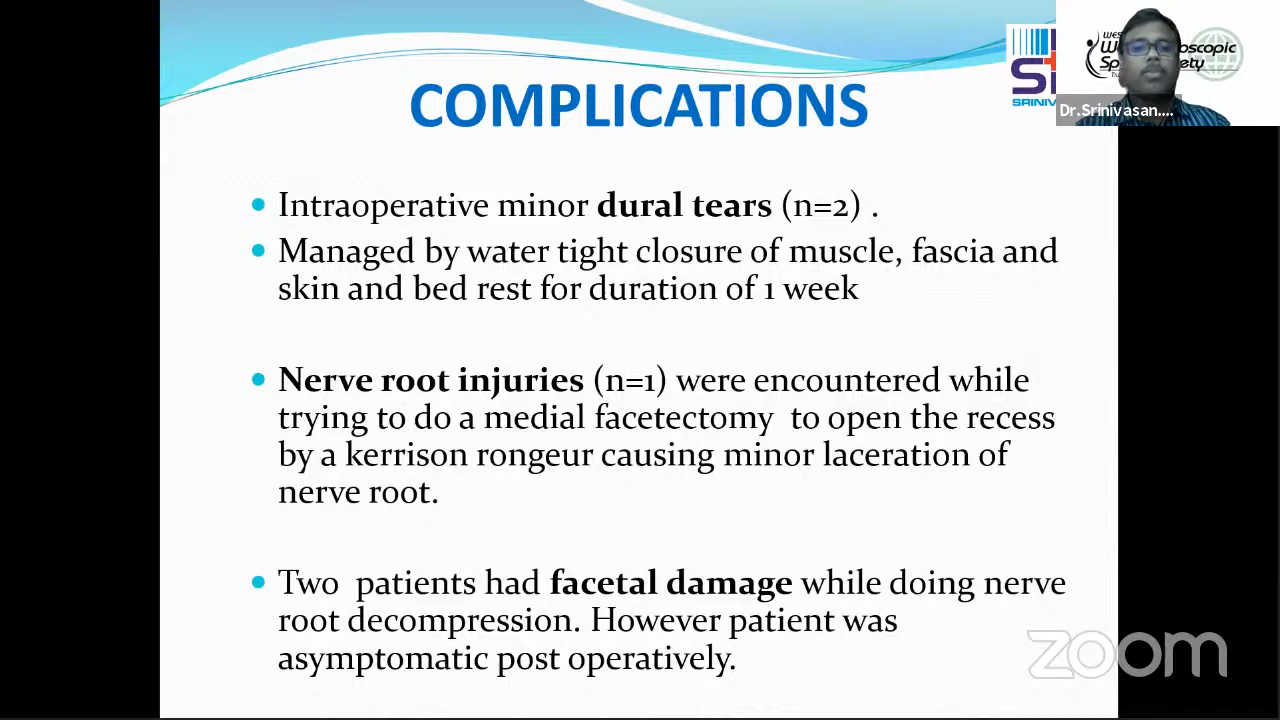 COMPLICATIONS
Dr.Srinivasan....
• Intraoperative minor dural tears (n=2) .
• Managed by water tight closure of muscle, fascia and
skin and bed rest for duration of 1 week
• Nerve root injuries (n=1) were encountered while
trying to do a medial facetectomy to open the recess
by a kerrison rongeur causing minor laceration of
nerve root.
• Two patients had facetal damage while doing nerve
root decompression. However patient was
asymptomatic post operatively.
zoom